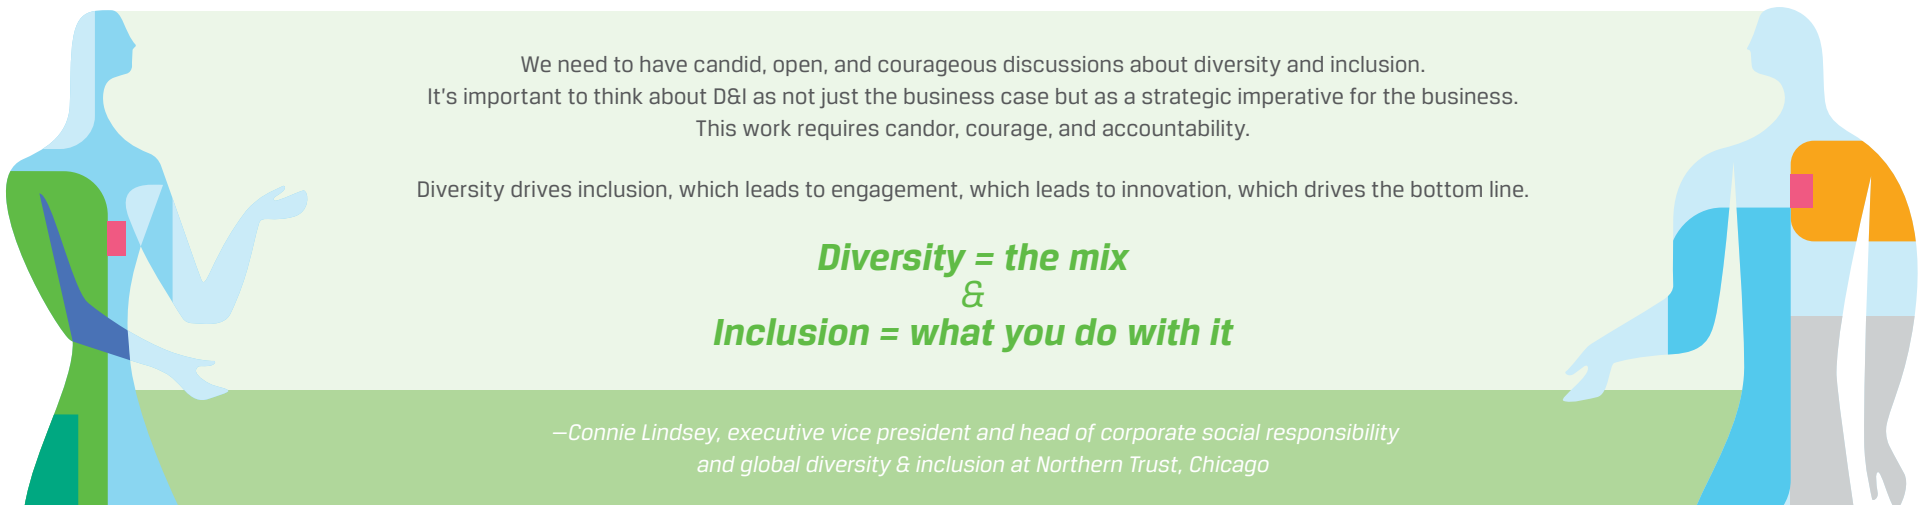 We need to have candid, open, and courageous discussions about diversity and inclusion.
It's important to think about D&I as not just the business case but as a strategic imperative for the business.
This work requires candor, courage, and accountability.
Diversity drives inclusion, which leads to engagement, which leads to innovation, which drives the bottom line.
Diversity = the mix
&
Inclusion = what you do with it
—Connie Lindsey, executive vice president and head of corporate social responsibility
and global diversity & inclusion at Northern Trust, Chicago